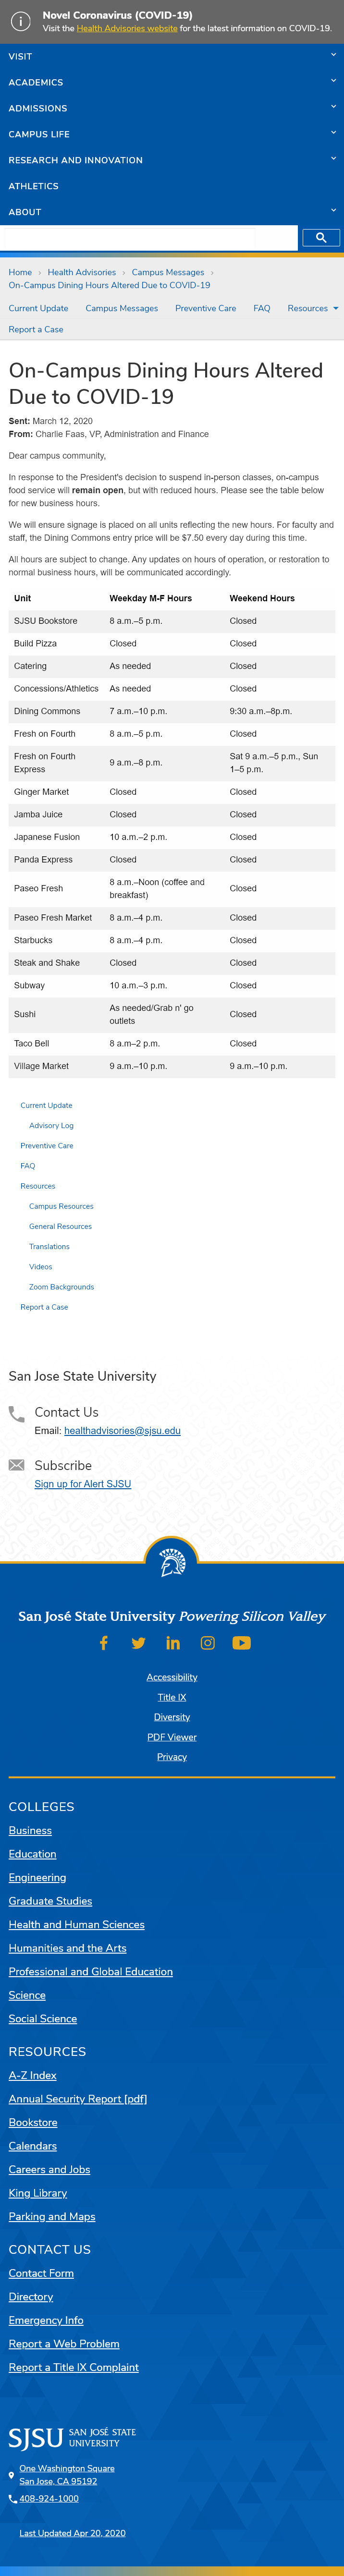 Novel Coronavirus (COVID-19)
Visit the Health Advisories website for the latest information on COVID-19.
VISIT
ACADEMICS
ADMISSIONS
CAMPUS LIFE
RESEARCH AND INNOVATION
ATHLETICS
ABOUT
Home › Health Advisories › Campus Messages ›
On-Campus Dining Hours Altered Due to COVID-19
Current Update Campus Messages Preventive Care FAQ Resources
Report a Case
On-Campus Dining Hours Altered
Due to COVID-19
Sent: March 12, 2020
From: Charlie Faas, VP, Administration and Finance
Dear campus community,
In response to the President's decision to suspend in-person classes, on-campus
food service will remain open, but with reduced hours. Please see the table below
for new business hours.
We will ensure signage is placed on all units reflecting the new hours. For faculty and
staff, the Dining Commons entry price will be $7.50 every day during this time.
All hours are subject to change. Any updates on hours of operation, or restoration to
normal business hours, will be communicated accordingly.
Unit Weekday M-F Hours Weekend Hours
SJSU Bookstore 8 a.m.–5 p.m. Closed
Build Pizza Closed Closed
Catering As needed Closed
Concessions/Athletics As needed Closed
Dining Commons 7 a.m.–10 p.m. 9:30 a.m.–8p.m.
Fresh on Fourth 8 a.m.–5 p.m. Closed
Fresh on Fourth
Express 9 a.m.–8 p.m. Sat 9 a.m.–5 p.m., Sun
1–5 p.m.
Ginger Market Closed Closed
Jamba Juice Closed Closed
Japanese Fusion 10 a.m.–2 p.m. Closed
Panda Express Closed Closed
Paseo Fresh 8 a.m.–Noon (coffee and
breakfast) Closed
Paseo Fresh Market 8 a.m.–4 p.m. Closed
Starbucks 8 a.m.–4 p.m. Closed
Steak and Shake Closed Closed
Subway 10 a.m.–3 p.m. Closed
Sushi As needed/Grab n' go
outlets Closed
Taco Bell 8 a.m–2 p.m. Closed
Village Market 9 a.m.–10 p.m. 9 a.m.–10 p.m.
Current Update
Advisory Log
Preventive Care
FAQ
Resources
Campus Resources
General Resources
Translations
Videos
Zoom Backgrounds
Report a Case
San Jose State University
Contact Us
Email: healthadvisories@sjsu.edu
Subscribe
Sign up for Alert SJSU
San José State University Powering Silicon Valley
Accessibility
Title IX
Diversity
PDF Viewer
Privacy
COLLEGES
Business
Education
Engineering
Graduate Studies
Health and Human Sciences
Humanities and the Arts
Professional and Global Education
Science
Social Science
RESOURCES
A-Z Index
Annual Security Report [pdf]
Bookstore
Calendars
Careers and Jobs
King Library
Parking and Maps
CONTACT US
Contact Form
Directory
Emergency Info
Report a Web Problem
Report a Title IX Complaint
SJSU SAN JOSÉ STATE
UNIVERSITY
One Washington Square
San Jose, CA 95192
408-924-1000
Last Updated Apr 20, 2020